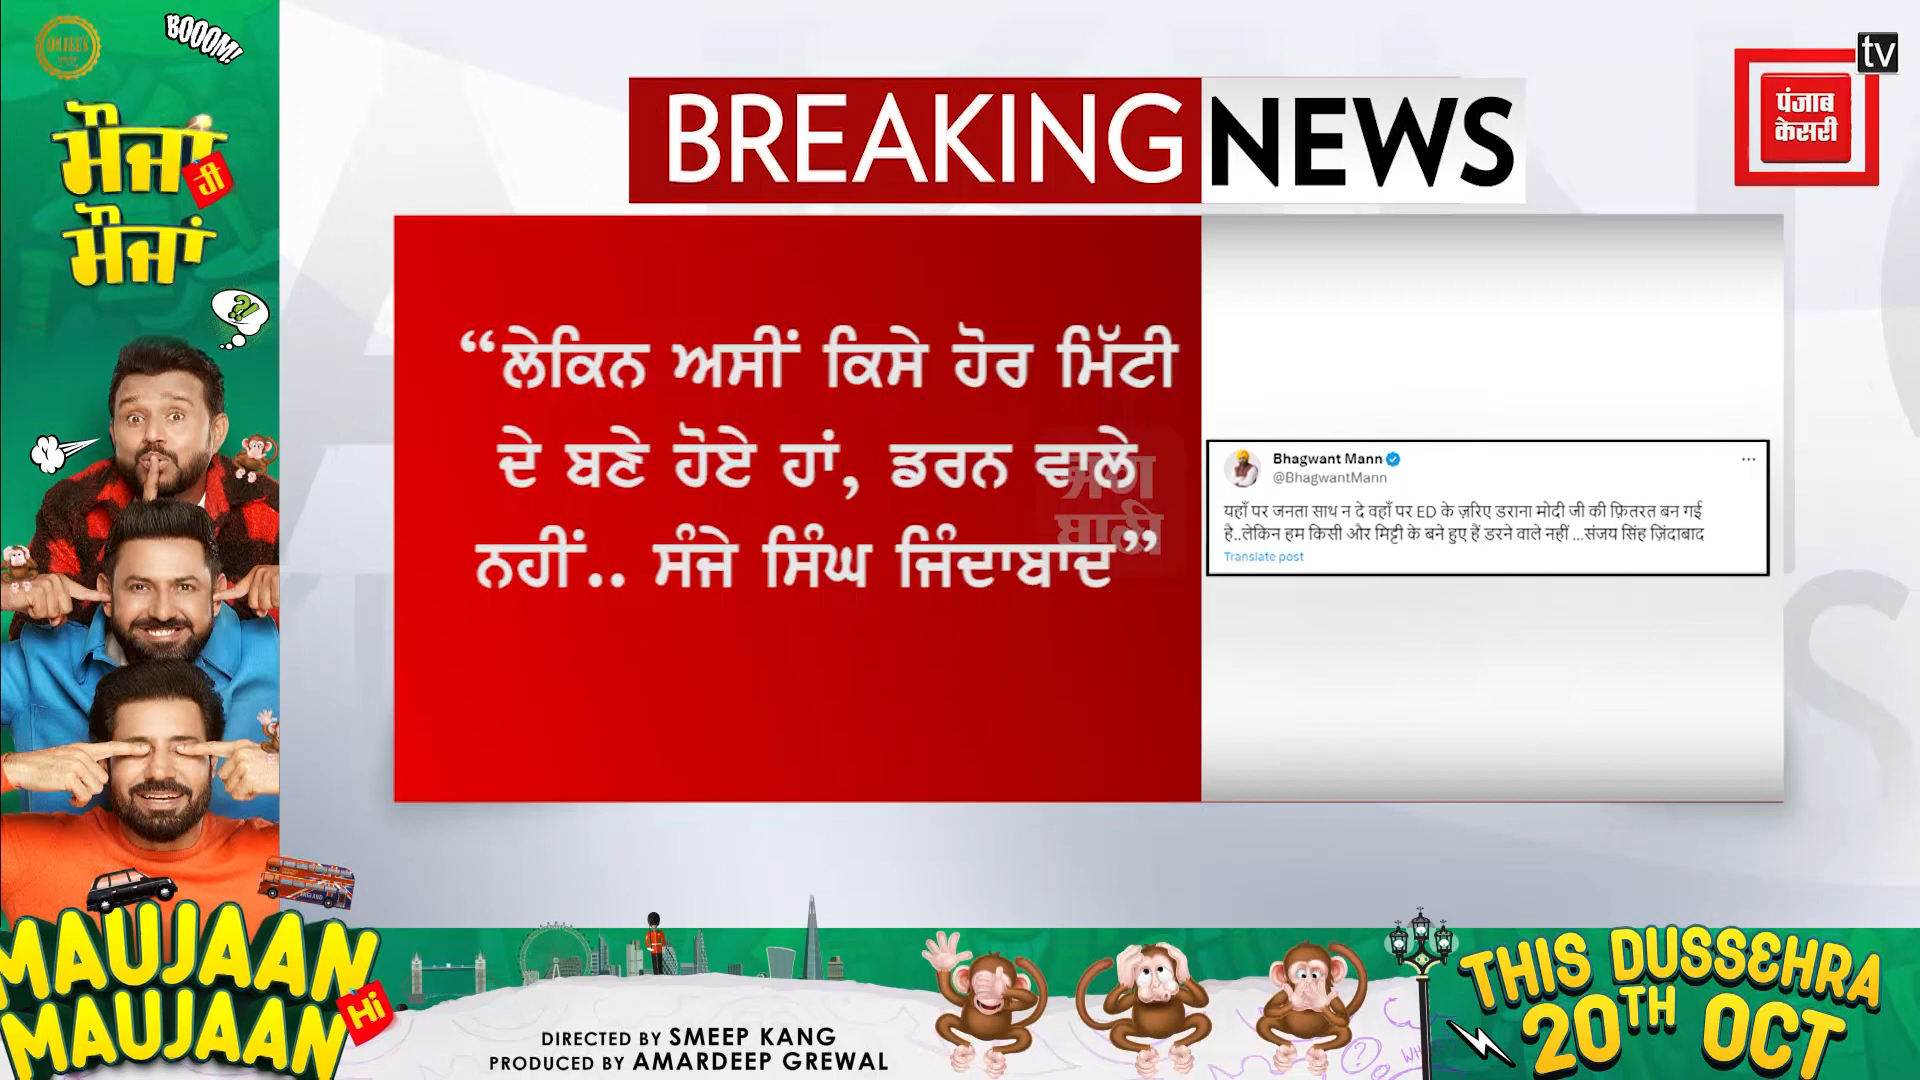 BOOOM!
ਮੌਜਾਂ
ਹੀ
ਮੌਜਾਂ
BREAKING NEWS
tv
पंजाब
केसरी
“ਲੇਕਿਨ ਅਸੀਂ ਕਿਸੇ ਹੋਰ ਮਿੱਟੀ
ਦੇ ਬਣੇ ਹੋਏ ਹਾਂ, ਡਰਨ ਵਾਲੇ
ਨਹੀਂ.. ਸੰਜੇ ਸਿੰਘ ਜਿੰਦਾਬਾਦ”
ਜਗ
ਬਾਣੀ
Bhagwant Mann
@BhagwantMann
यहाँ पर जनता साथ न दे वहाँ पर ED के ज़रिए डराना मोदी जी की फ़ितरत बन गई
है..लेकिन हम किसी और मिट्टी के बने हुए हैं डरने वाले नहीं ...संजय सिंह ज़िंदाबाद
Translate post
MAUJAAN
Hi
MAUJAAN
DIRECTED BY SMEEP KANG
PRODUCED BY AMARDEEP GREWAL
THIS DUSSEHRA
20TH OCT